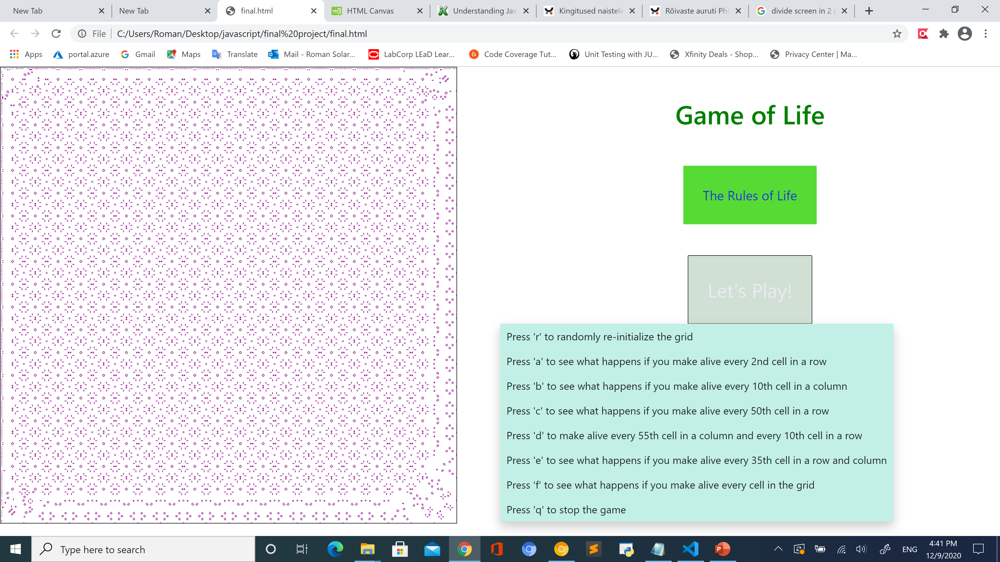 New Tab
New Tab
final.html
HTML Canvas
Understanding Jav
Kingitused naistele
Rõivaste auruti Phi
divide screen in 2 p
File
C:/Users/Roman/Desktop/javascript/final%20project/final.html
Apps
portal.azure
Gmail
Maps
Translate
Mail - Roman Solar...
LabCorp LEaD Lear...
Code Coverage Tut...
Unit Testing with JU...
Xfinity Deals - Shop...
Privacy Center | Ma...
Game of Life
The Rules of Life
Let's Play!
Press 'r' to randomly re-initialize the grid
Press 'a' to see what happens if you make alive every 2nd cell in a row
Press 'b' to see what happens if you make alive every 10th cell in a column
Press 'c' to see what happens if you make alive every 50th cell in a row
Press 'd' to make alive every 55th cell in a column and every 10th cell in a row
Press 'e' to see what happens if you make alive every 35th cell in a row and column
Press 'f' to see what happens if you make alive every cell in the grid
Press 'q' to stop the game
Type here to search
ENG
4:41 PM
12/9/2020